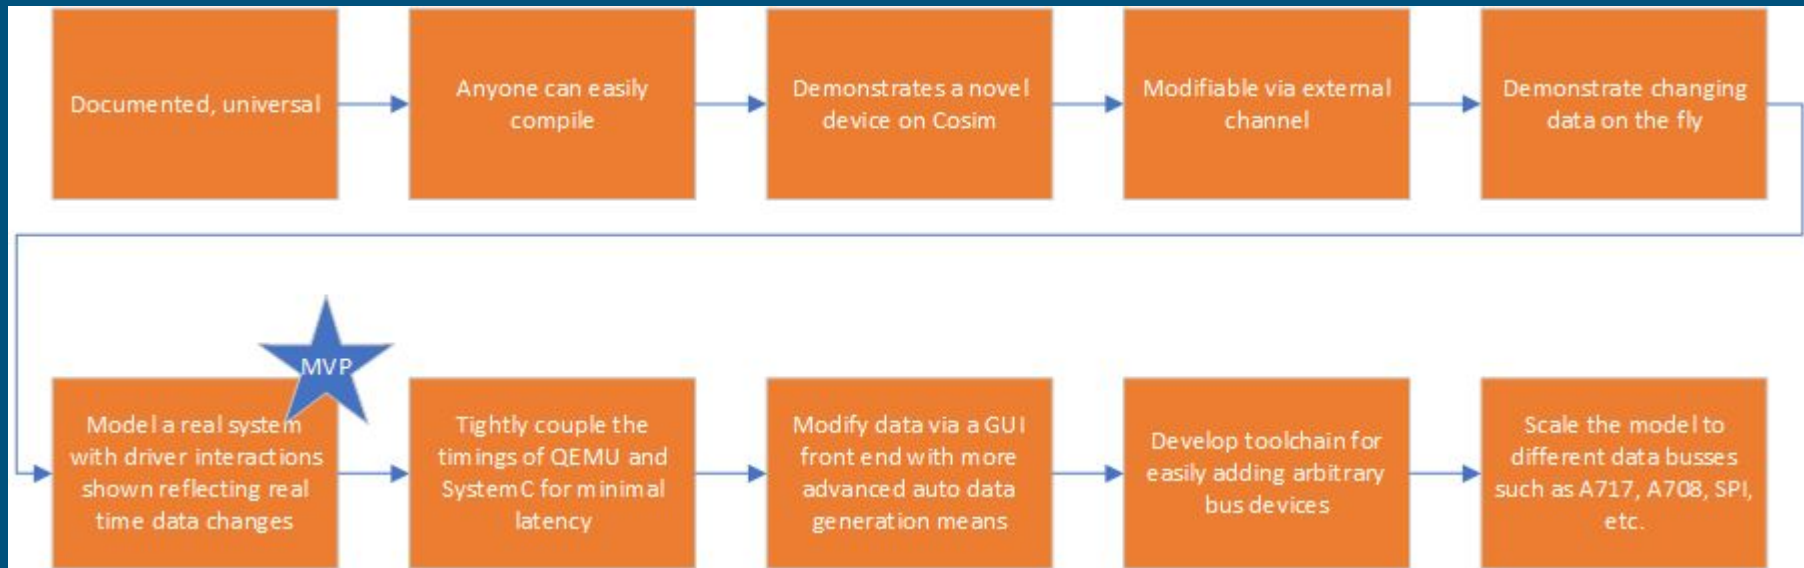 Documented, universal
Anyone can easily
compile
Demonstrates a novel
device on Cosim
Modifiable via external
channel
Demonstrate changing
data on the fly
MVP
Model a real system
with driver interactions
shown reflecting real
time data changes
Tightly couple the
timings of QEMU and
SystemC for minimal
latency
Modify data via a GUI
front end with more
advanced auto data
generation means
Develop toolchain for
easily adding arbitrary
bus devices
Scale the model to
different data busses
such as A717, A708, SPI,
etc.